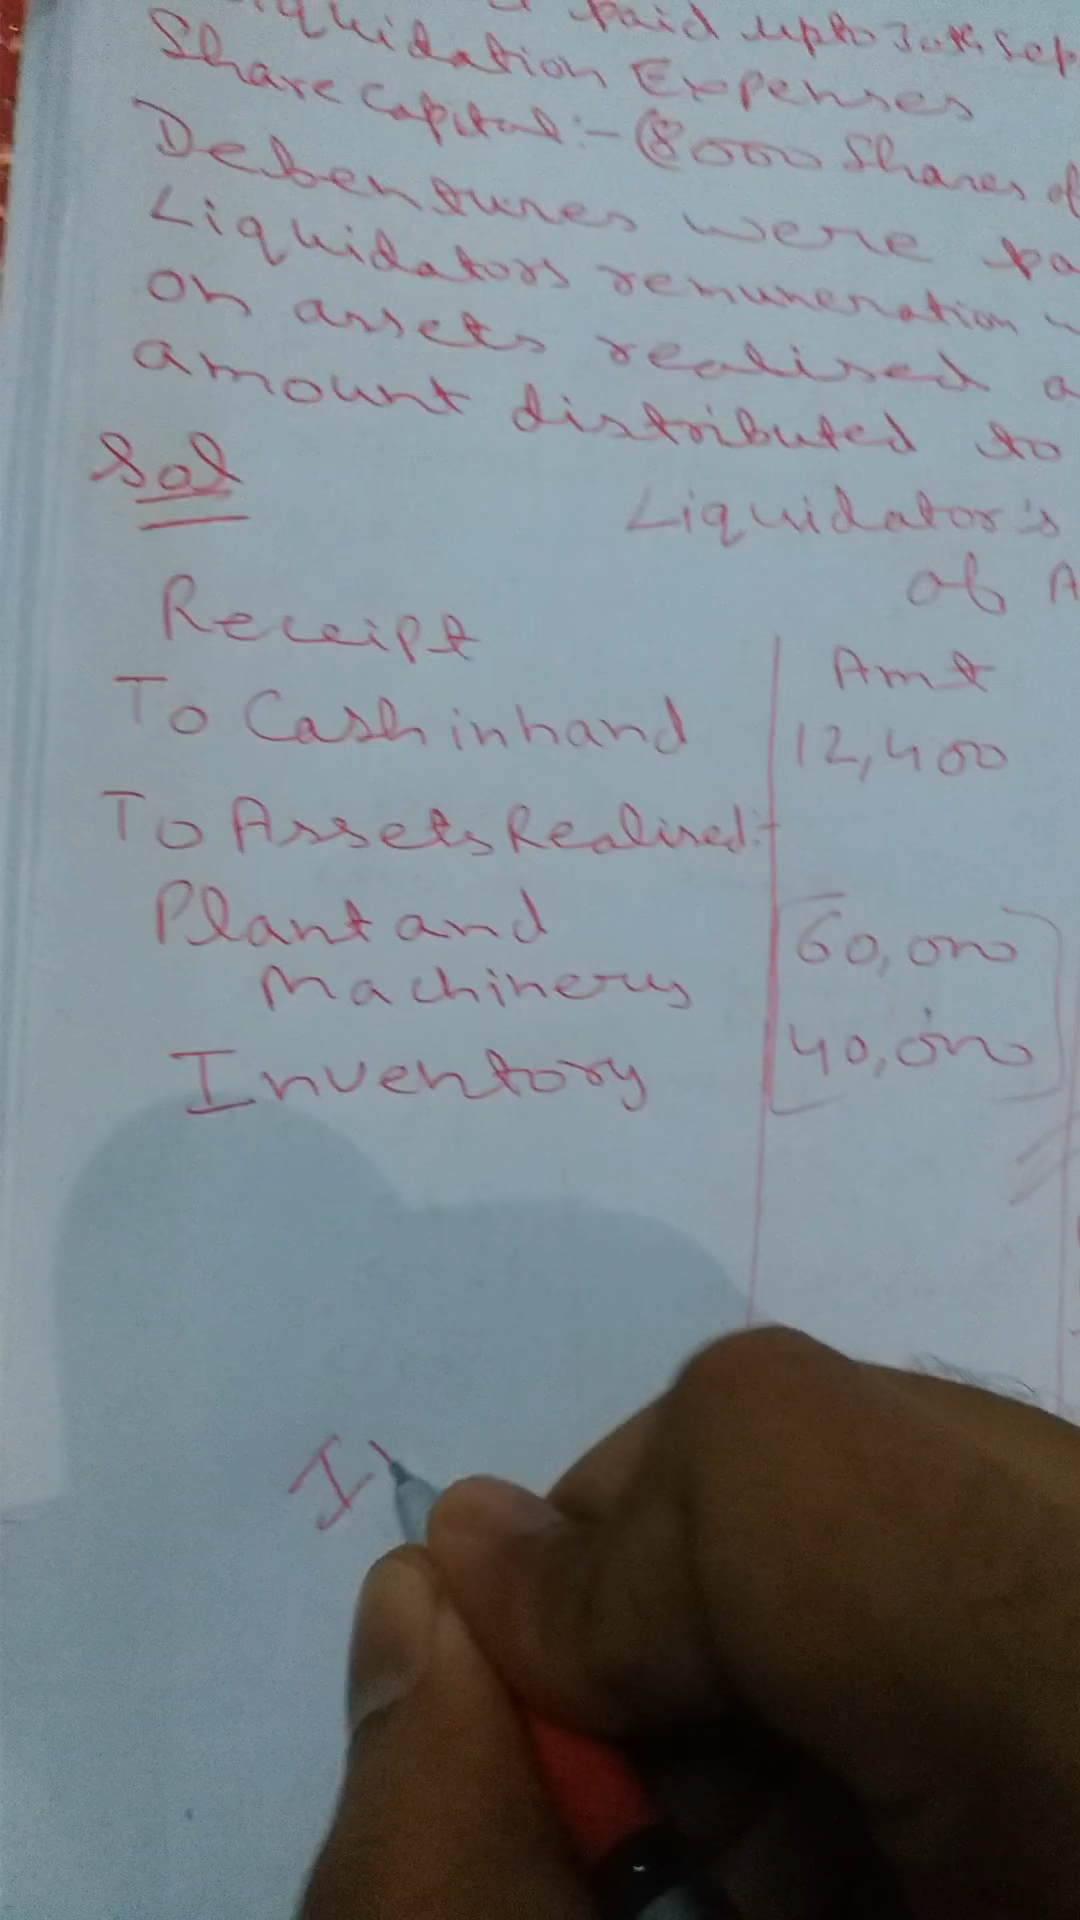 paid upto 30th Sep
Liquidation Expenses
Share Capital:- (8000 Shares of
Debentures were pa
Liquidators remuneration
on assets realised a
amount distributed to
Sol
Liquidator's
of A
Receipt Amt
To Cash in hand 12,400
To Assets Realised:-
Plant and 60,000
Machinery
Inventory 40,000